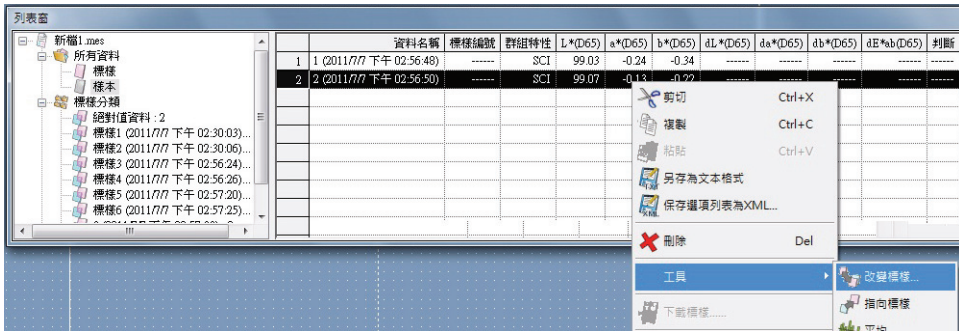 列表窗
新檔1.mes
所有資料
標樣
樣本
標樣分類
絕對值資料 : 2
標樣1 (2011/7/7 下午 02:30:03)...
標樣2 (2011/7/7 下午 02:30:06)...
標樣3 (2011/7/7 下午 02:56:24)...
標樣4 (2011/7/7 下午 02:56:26)...
標樣5 (2011/7/7 下午 02:57:20)...
標樣6 (2011/7/7 下午 02:57:25)...
資料名稱 標樣編號 群組特性 L*(D65) a*(D65) b*(D65) dL*(D65) da*(D65) db*(D65) dE*ab(D65) 判斷
1 1 (2011/7/7 下午 02:56:48) ------ SCI 99.03 -0.24 -0.34 ------ ------ ------ ------ ------
2 2 (2011/7/7 下午 02:56:50) ------ SCI 99.07 -0.13 -0.22 ------ ------ ------ ------ ------
剪切 Ctrl+X
複製 Ctrl+C
粘貼 Ctrl+V
另存為文本格式
保存選項列表為XML...
刪除 Del
工具
下載標樣......
改變標樣...
指向標樣
平均